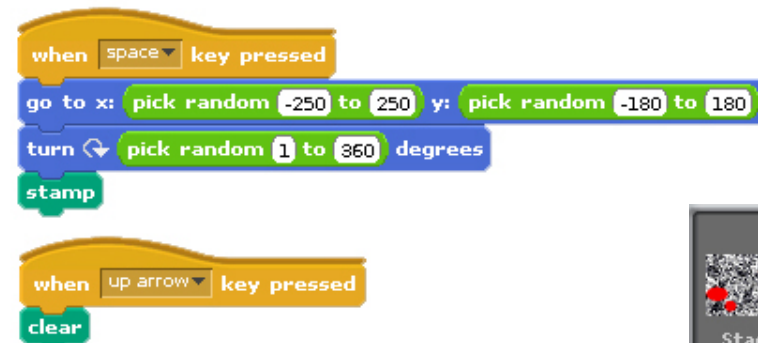 when space key pressed
go to x: pick random -250 to 250 y: pick random -180 to 180
turn pick random 1 to 360 degrees
stamp
when up arrow key pressed
clear